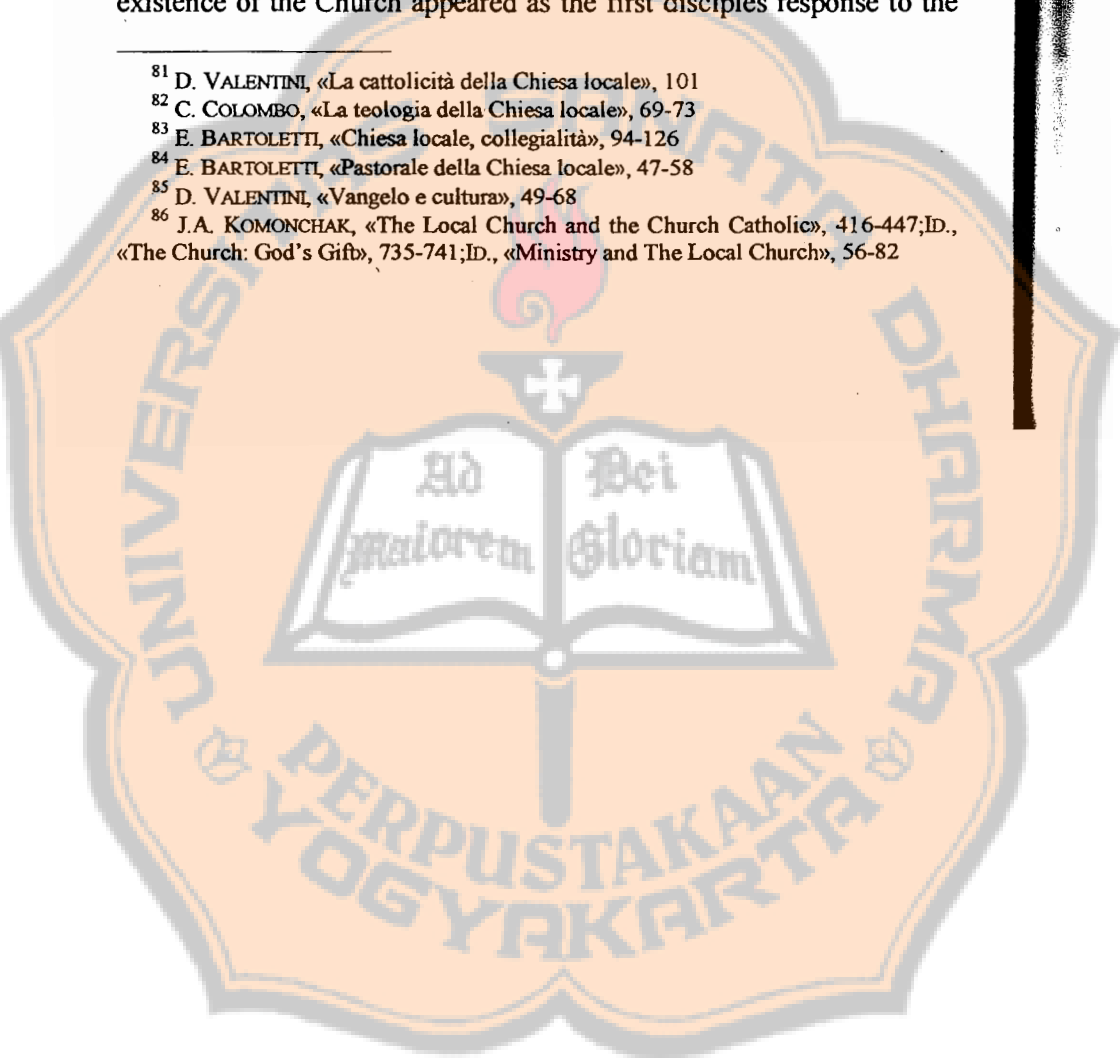 existence of the Church appeared as the first disciples response to the
81 D. VALENTINI, «La cattolicità della Chiesa locale», 101
82 C. COLOMBO, «La teologia della Chiesa locale», 69-73
83 E. BARTOLETTI, «Chiesa locale, collegialità», 94-126
84 E. BARTOLETTI, «Pastorale della Chiesa locale», 47-58
85 D. VALENTINI, «Vangelo e cultura», 49-68
86 J.A. KOMONCHAK, «The Local Church and the Church Catholic», 416-447;ID.,
«The Church: God's Gift», 735-741;ID., «Ministry and The Local Church», 56-82
UNIVERSITAS SANATA DHARMA
Ad Dei
maiorem Gloriam
PERPUSTAKAAN
YOGYAKARTA